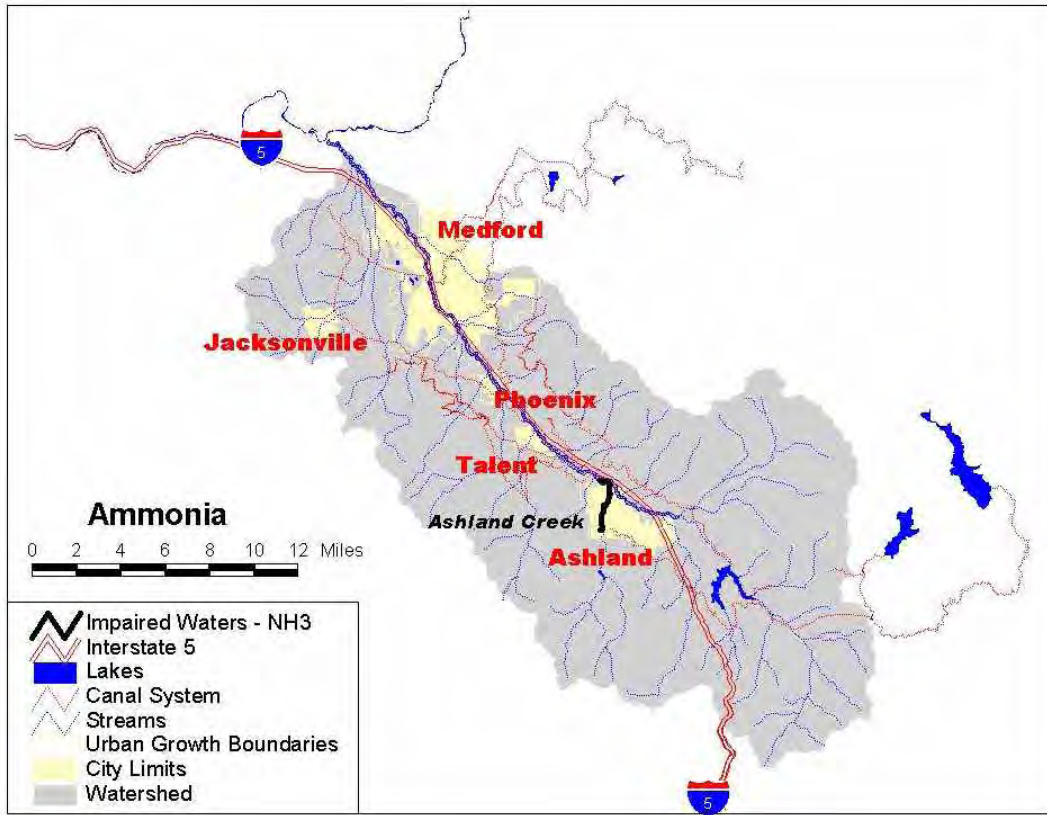 5
Medford
Jacksonville
Phoenix
Talent
Ammonia
Ashland Creek
0 2 4 6 8 10 12 Miles
Ashland
Impaired Waters - NH3
Interstate 5
Lakes
Canal System
Streams
Urban Growth Boundaries
City Limits
Watershed
5